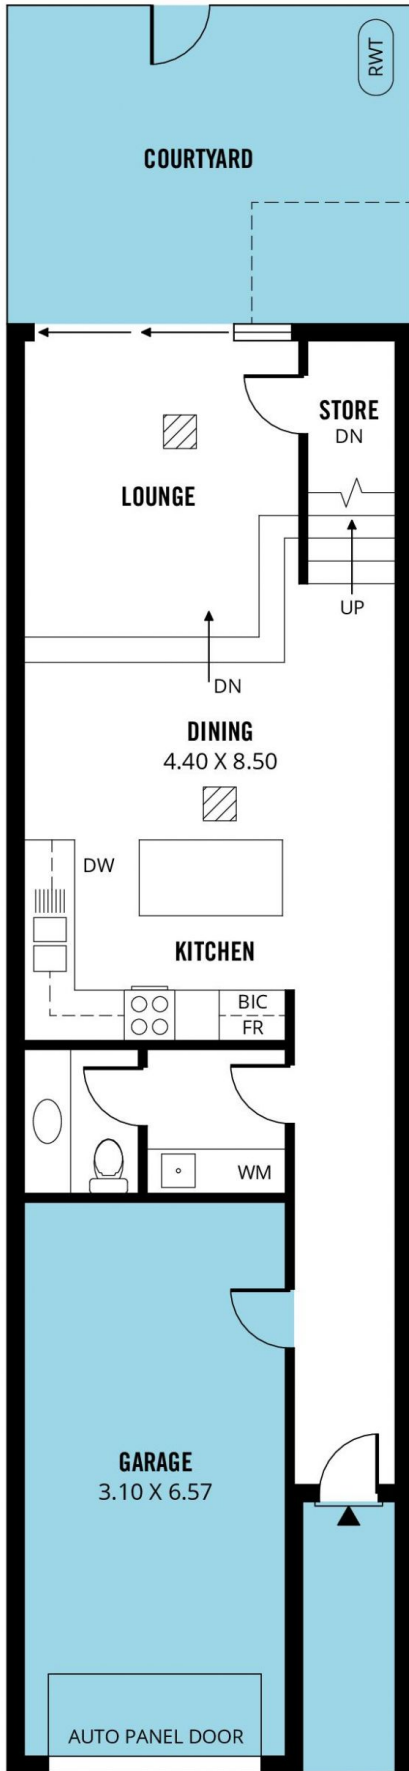 RWT
COURTYARD
STORE
DN
LOUNGE
UP
DN
DINING
4.40 X 8.50
DW
KITCHEN
BIC
FR
WM
GARAGE
3.10 X 6.57
AUTO PANEL DOOR